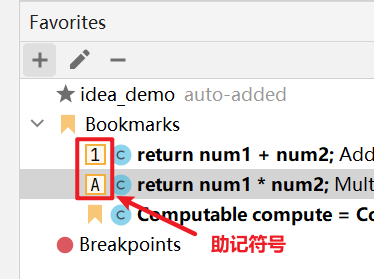 Favorites
idea_demo auto-added
Bookmarks
1 C return num1 + num2; Add
A C return num1 * num2; Mult
C Computable compute = Co
助记符号
Breakpoints